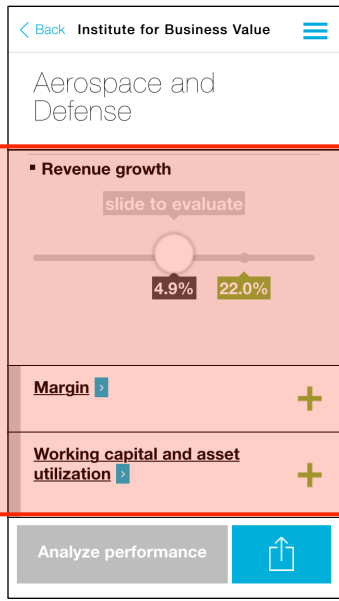 Back Institute for Business Value
Aerospace and
Defense
Revenue growth
slide to evaluate
4.9% 22.0%
Margin
Working capital and asset
utilization
Analyze performance